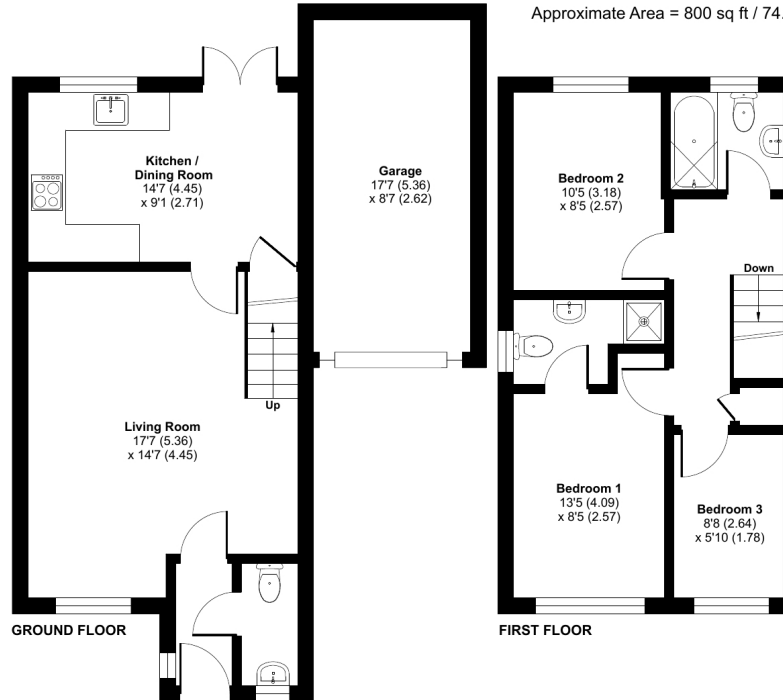 Approximate Area = 800 sq ft / 74.
Kitchen /
Dining Room
14'7 (4.45)
x 9'1 (2.71)
Garage
17'7 (5.36)
x 8'7 (2.62)
Bedroom 2
10'5 (3.18)
x 8'5 (2.57)
Down
Up
Living Room
17'7 (5.36)
x 14'7 (4.45)
Bedroom 1
13'5 (4.09)
x 8'5 (2.57)
Bedroom 3
8'8 (2.64)
x 5'10 (1.78)
GROUND FLOOR
FIRST FLOOR